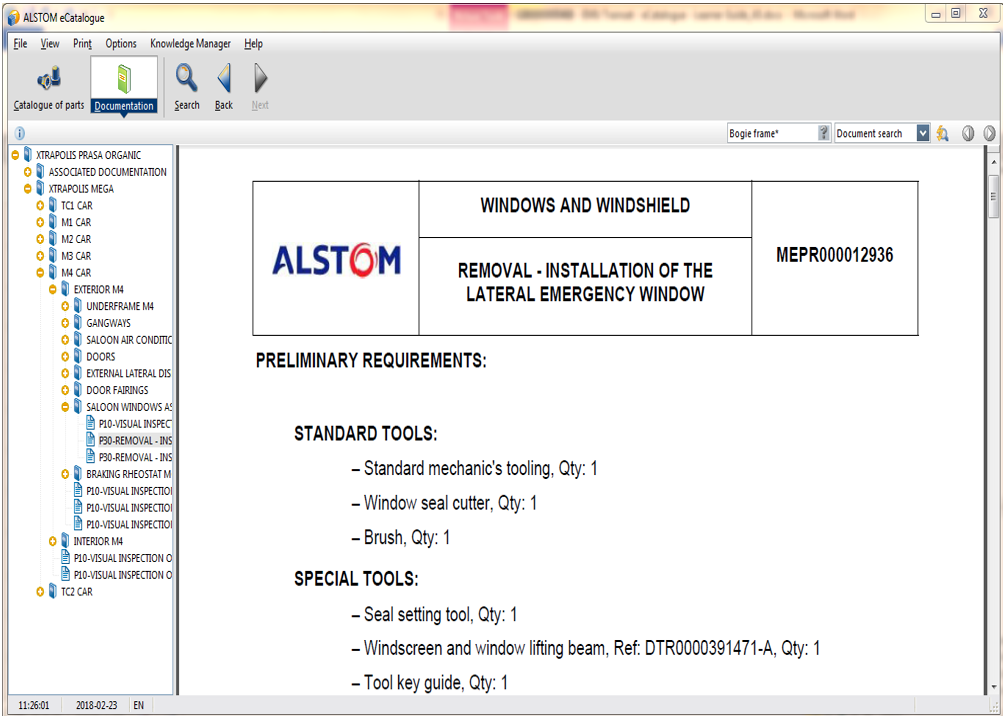 ALSTOM eCatalogue
File View Print Options Knowledge Manager Help
Catalogue of parts Documentation Search Back Next
Bogie frame* ? Document search
XTRAPOLIS PRASA ORGANIC
ASSOCIATED DOCUMENTATION
XTRAPOLIS MEGA
TC1 CAR
M1 CAR
M2 CAR
M3 CAR
M4 CAR
EXTERIOR M4
UNDERFRAME M4
GANGWAYS
SALOON AIR CONDITIC
DOORS
EXTERNAL LATERAL DIS
DOOR FAIRINGS
SALOON WINDOWS AS
P10-VISUAL INSPEC
P30-REMOVAL - INS
P30-REMOVAL - INS
BRAKING RHEOSTAT M
P10-VISUAL INSPECTIO
P10-VISUAL INSPECTIO
P10-VISUAL INSPECTIO
INTERIOR M4
P10-VISUAL INSPECTION O
P10-VISUAL INSPECTION O
TC2 CAR
ALSTOM
WINDOWS AND WINDSHIELD
REMOVAL - INSTALLATION OF THE
LATERAL EMERGENCY WINDOW
MEPR000012936
PRELIMINARY REQUIREMENTS:
STANDARD TOOLS:
– Standard mechanic's tooling, Qty: 1
– Window seal cutter, Qty: 1
– Brush, Qty: 1
SPECIAL TOOLS:
– Seal setting tool, Qty: 1
– Windscreen and window lifting beam, Ref: DTR0000391471-A, Qty: 1
– Tool key guide, Qty: 1
11:26:01 2018-02-23 EN